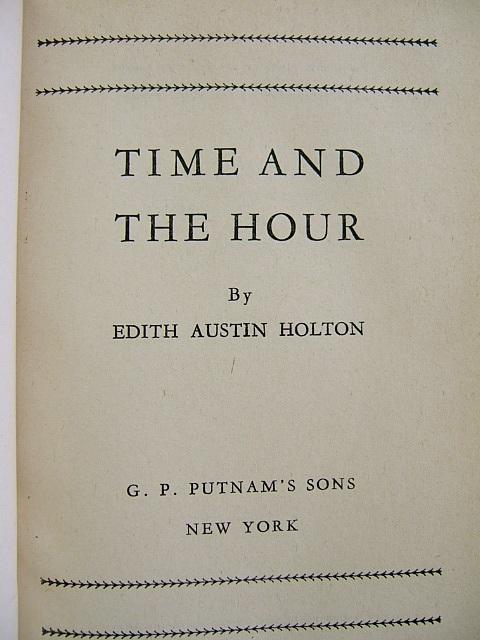 TIME AND
THE HOUR
By
EDITH AUSTIN HOLTON
G. P. PUTNAM'S SONS
NEW YORK